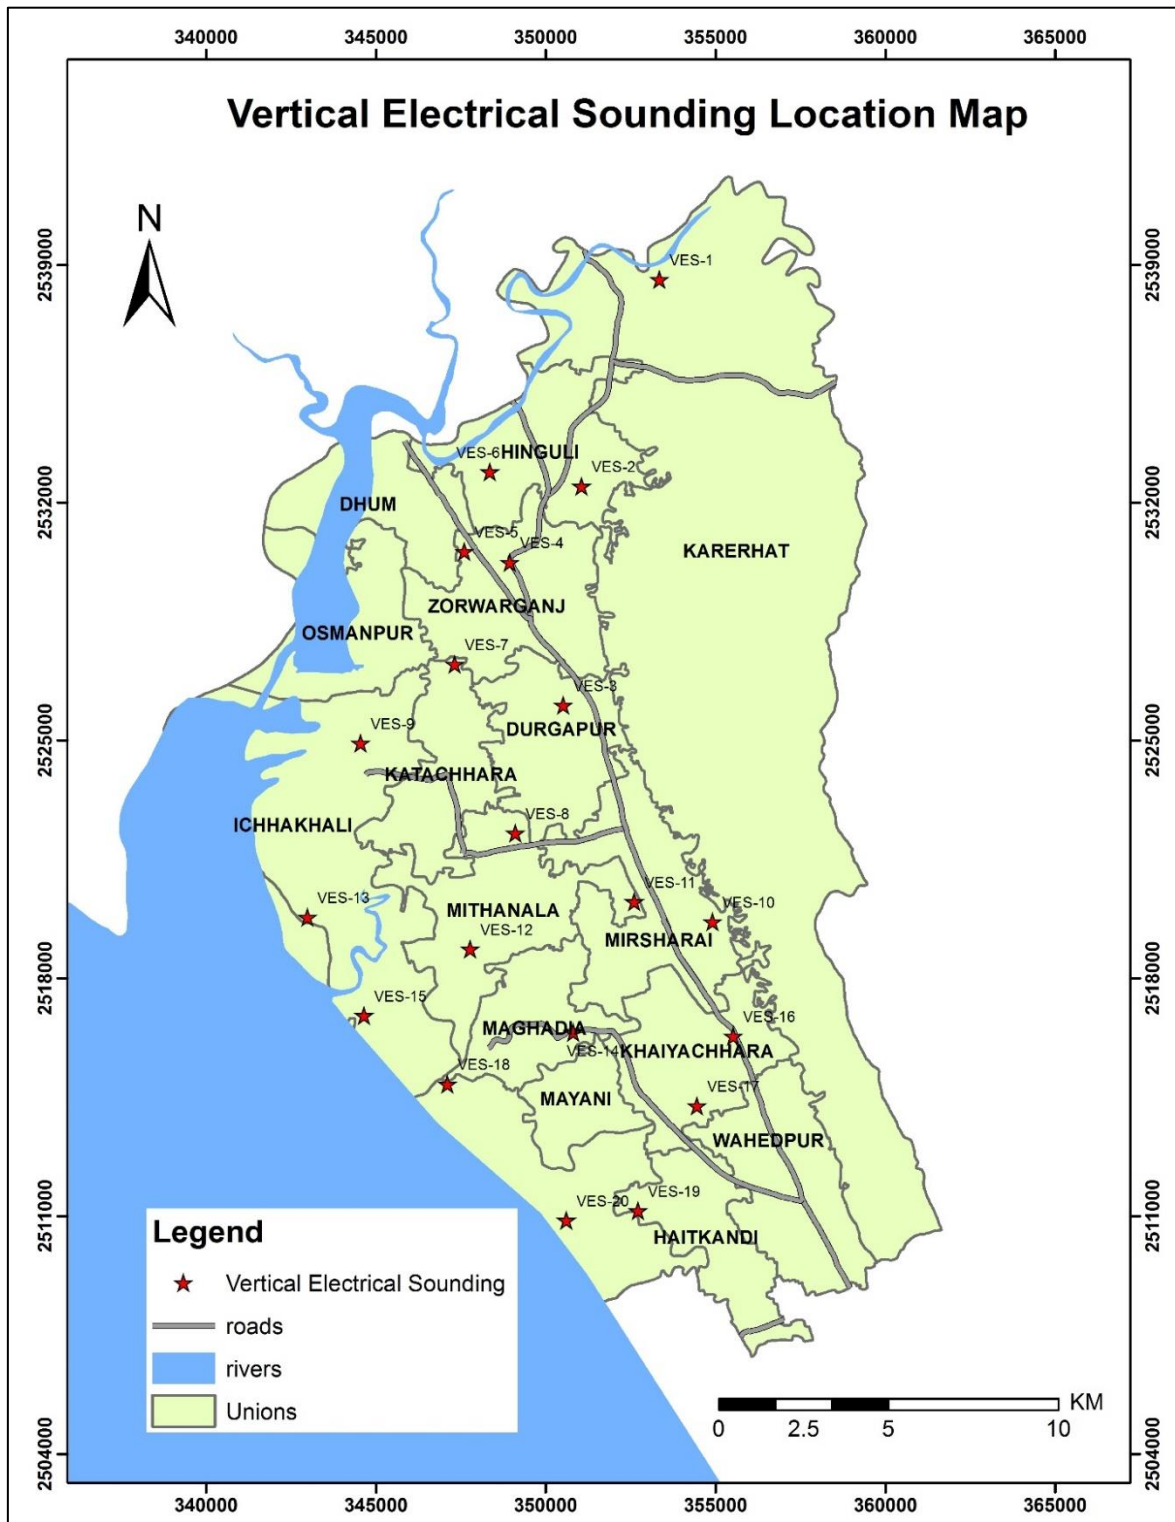 340000 345000 350000 355000 360000 365000
Vertical Electrical Sounding Location Map
N
2539000 2539000
VES-1
HINGULI
VES-6
VES-2
2532000 2532000
DHUM
VES-5
VES-4
KARERHAT
ZORWARGANJ
OSMANPUR
VES-7
VES-3
DURGAPUR
VES-9
2525000 2525000
KATACHHARA
VES-8
ICHHAKHALI
VES-11
MITHANALA
VES-13
VES-10
VES-12
MIRSHARAI
2518000 2518000
VES-15
VES-16
MAGHADIA
VES-14
KHAIYACHHARA
VES-18
MAYANI
VES-17
WAHEDPUR
VES-20
VES-19
2511000 2511000
HAITKANDI
Legend
Vertical Electrical Sounding
roads
rivers
Unions
KM
0 2.5 5 10
2504000 2504000
340000 345000 350000 355000 360000 365000